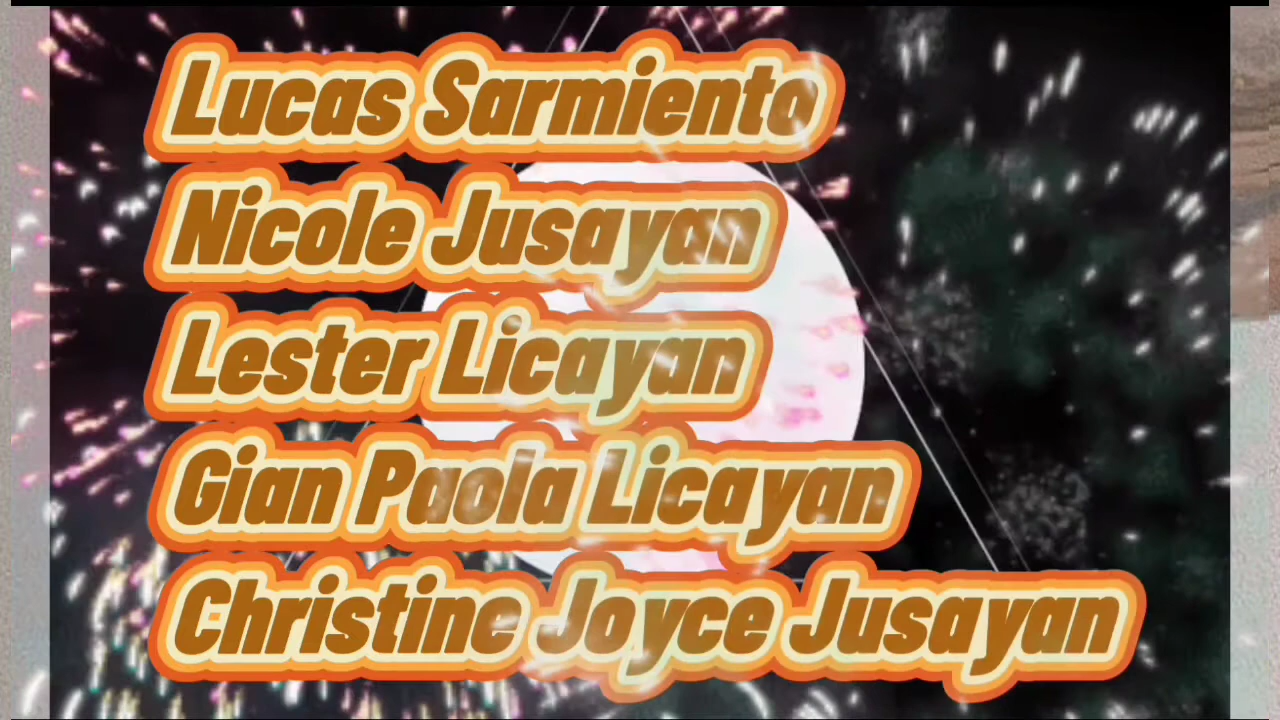 Lucas Sarmiento
Nicole Jusayan
Lester Licayan
Gian Paola Licayan
Christine Joyce Jusayan